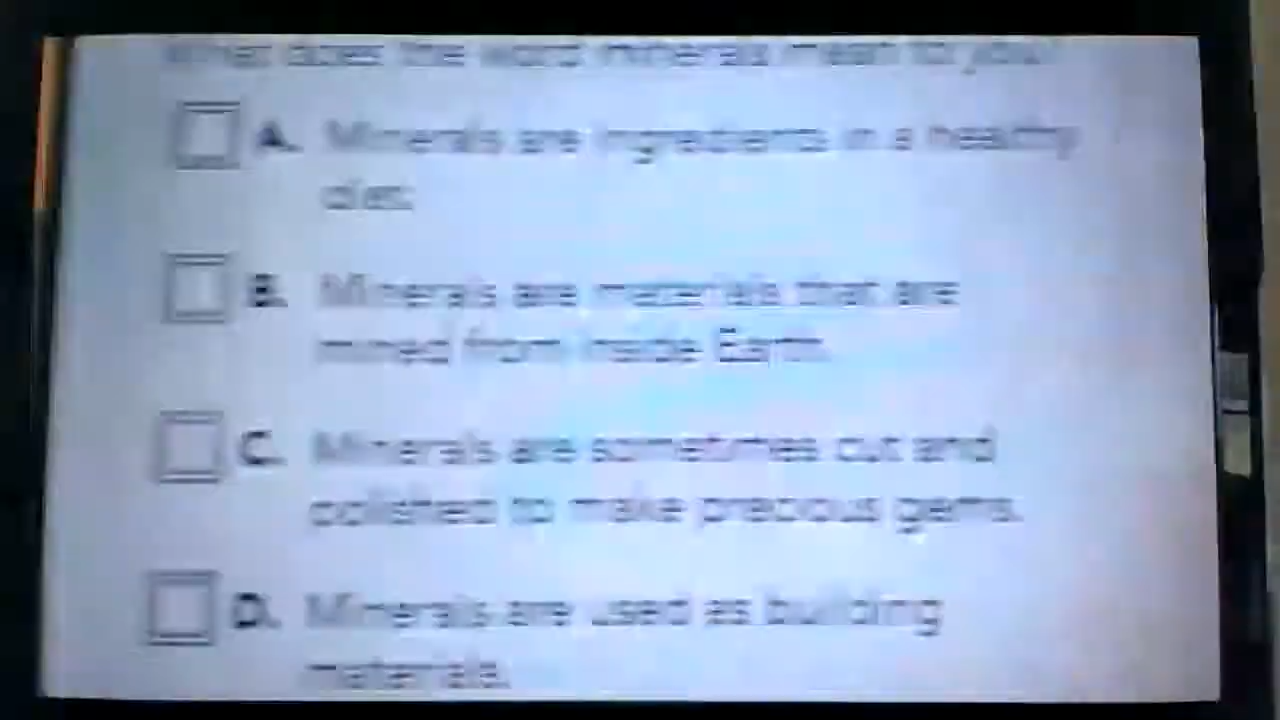 What does the word minerals mean to you?
A. Minerals are ingredients in a healthy
diet.
B. Minerals are materials that are
mined from inside Earth.
C. Minerals are sometimes cut and
polished to make precious gems.
D. Minerals are used as building
materials.